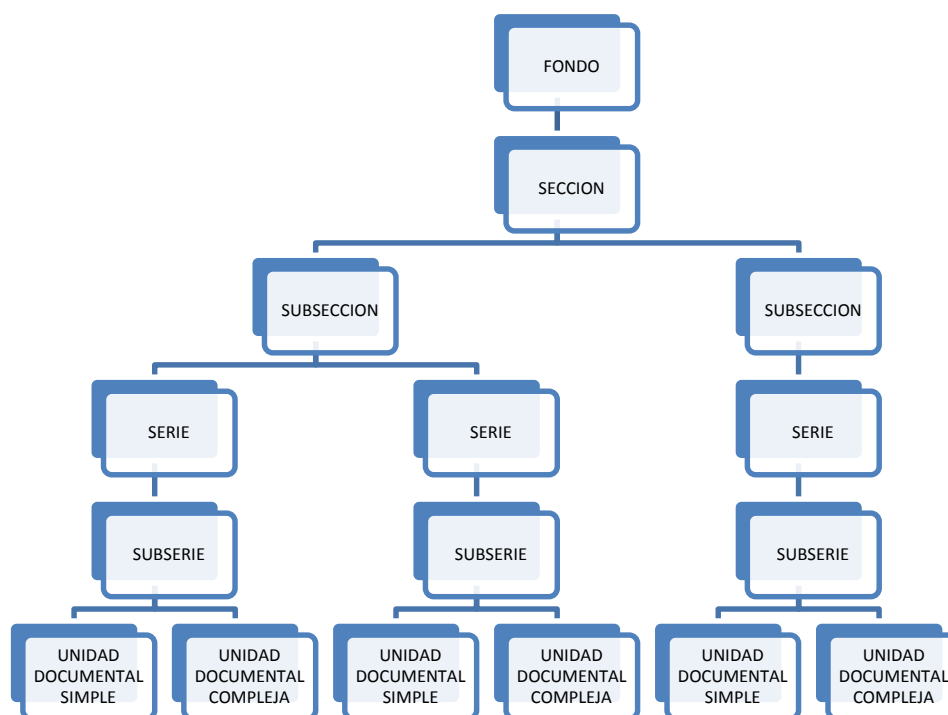 FONDO
SECCION
SUBSECCION
SUBSECCION
SERIE
SERIE
SERIE
SUBSERIE
SUBSERIE
SUBSERIE
UNIDAD
DOCUMENTAL
SIMPLE
UNIDAD
DOCUMENTAL
COMPLEJA
UNIDAD
DOCUMENTAL
SIMPLE
UNIDAD
DOCUMENTAL
COMPLEJA
UNIDAD
DOCUMENTAL
SIMPLE
UNIDAD
DOCUMENTAL
COMPLEJA